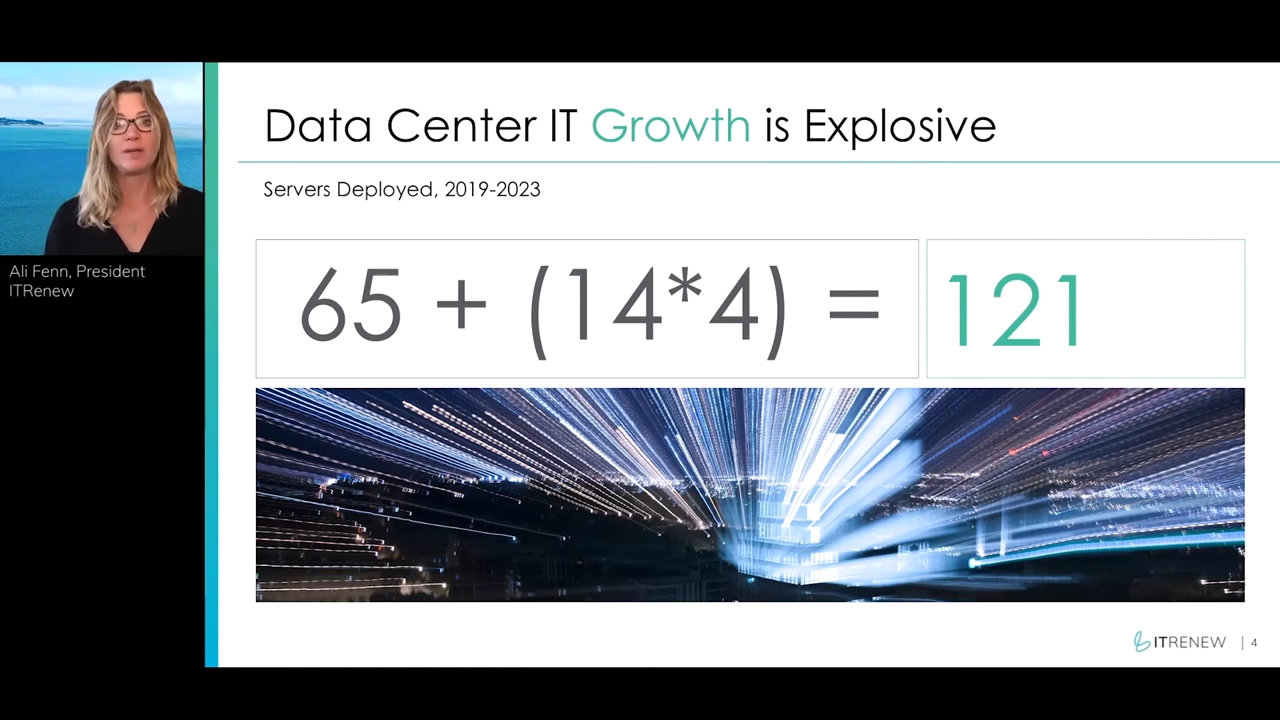 Data Center IT Growth is Explosive
Servers Deployed, 2019-2023
65 + (14*4) = 121
Ali Fenn, President
ITRenew
ITRENEW | 4